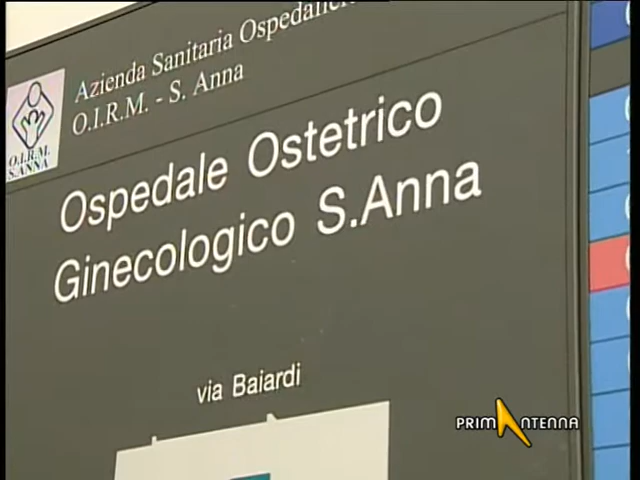 Azienda Sanitaria Ospedaliera
O.I.R.M. - S. Anna
O.I.R.M.
S.ANNA
Ospedale Ostetrico
Ginecologico S.Anna
via Baiardi
PRIMANTENNA